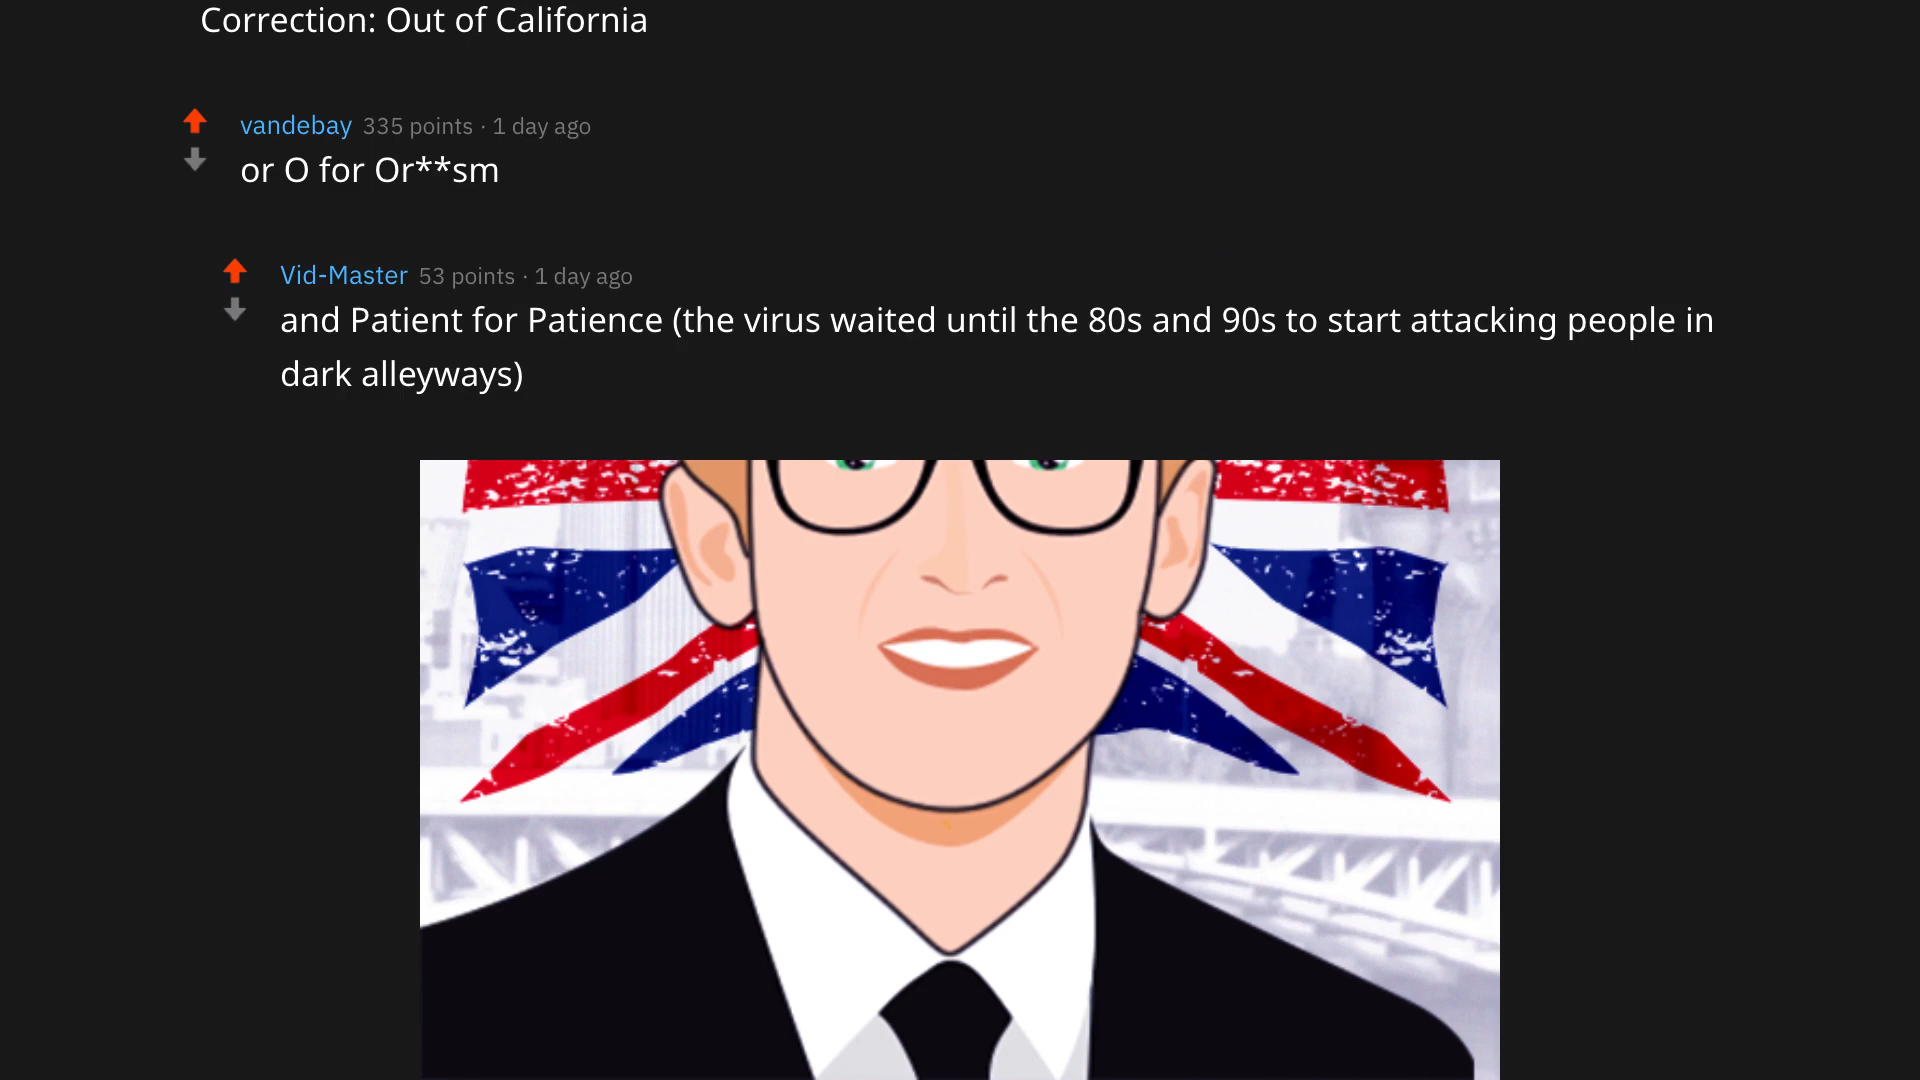 Correction: Out of California
vandebay 335 points · 1 day ago
or O for Or**sm
Vid-Master 53 points · 1 day ago
and Patient for Patience (the virus waited until the 80s and 90s to start attacking people in
dark alleyways)